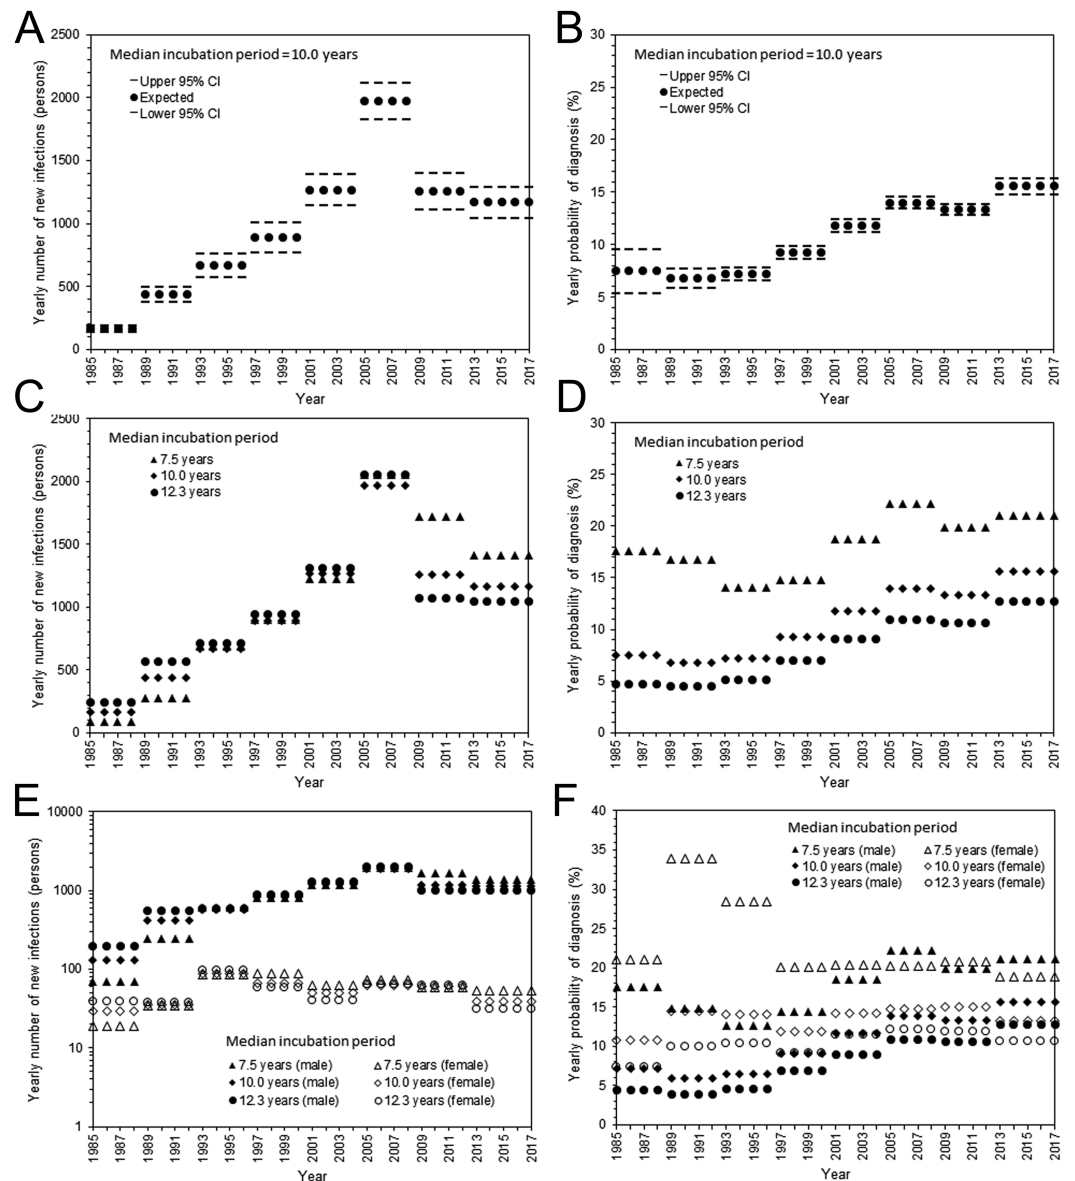 A
Yearly number of new infections (persons)
2500
2000
1500
1000
500
0
Median incubation period = 10.0 years
Upper 95% CI
Expected
Lower 95% CI
1985 1987 1989 1991 1993 1995 1997 1999 2001 2003 2005 2007 2009 2011 2013 2015 2017
Year
B
Yearly probability of diagnosis (%)
30
25
20
15
10
5
0
Median incubation period = 10.0 years
Upper 95% CI
Expected
Lower 95% CI
1985 1987 1989 1991 1993 1995 1997 1999 2001 2003 2005 2007 2009 2011 2013 2015 2017
Year
C
Yearly number of new infections (persons)
2500
2000
1500
1000
500
0
Median incubation period
7.5 years
10.0 years
12.3 years
1985 1987 1989 1991 1993 1995 1997 1999 2001 2003 2005 2007 2009 2011 2013 2015 2017
Year
D
Yearly probability of diagnosis (%)
30
25
20
15
10
5
0
Median incubation period
7.5 years
10.0 years
12.3 years
1985 1987 1989 1991 1993 1995 1997 1999 2001 2003 2005 2007 2009 2011 2013 2015 2017
Year
E
Yearly number of new infections (persons)
10000
1000
100
10
1
Median incubation period
7.5 years (male) 7.5 years (female)
10.0 years (male) 10.0 years (female)
12.3 years (male) 12.3 years (female)
1985 1987 1989 1991 1993 1995 1997 1999 2001 2003 2005 2007 2009 2011 2013 2015 2017
Year
F
Yearly probability of diagnosis (%)
40
35
30
25
20
15
10
5
0
Median incubation period
7.5 years (male) 7.5 years (female)
10.0 years (male) 10.0 years (female)
12.3 years (male) 12.3 years (female)
1985 1987 1989 1991 1993 1995 1997 1999 2001 2003 2005 2007 2009 2011 2013 2015 2017
Year